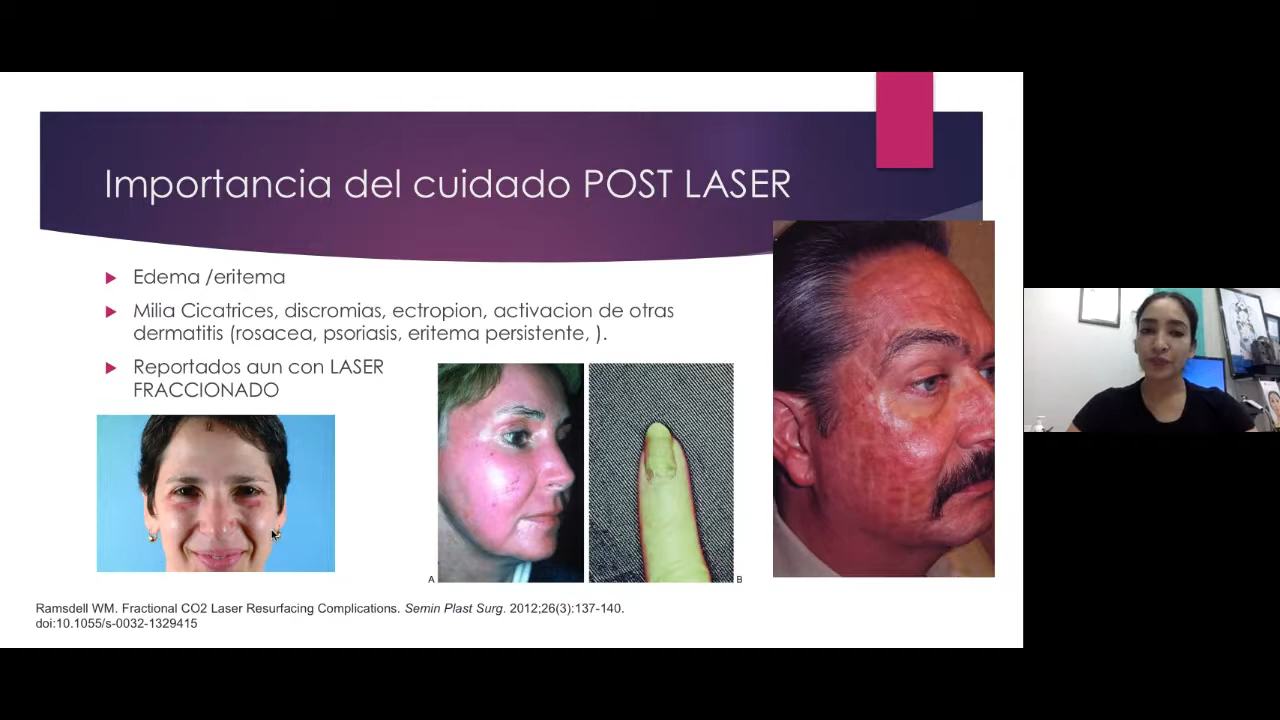 Importancia del cuidado POST LASER
Edema /eritema
Milia Cicatrices, discromias, ectropion, activacion de otras
dermatitis (rosacea, psoriasis, eritema persistente, ).
Reportados aun con LASER
FRACCIONADO
A
B
Ramsdell WM. Fractional CO2 Laser Resurfacing Complications. Semin Plast Surg. 2012;26(3):137-140.
doi:10.1055/s-0032-1329415